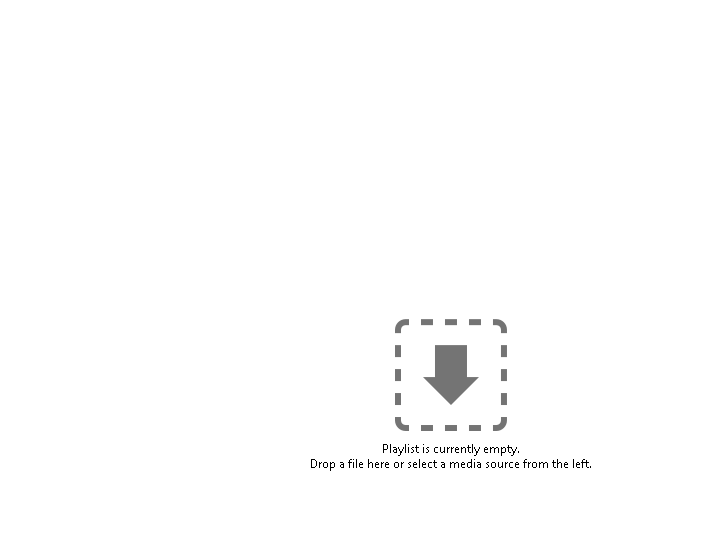 Playlist is currently empty.
Drop a file here or select a media source from the left.